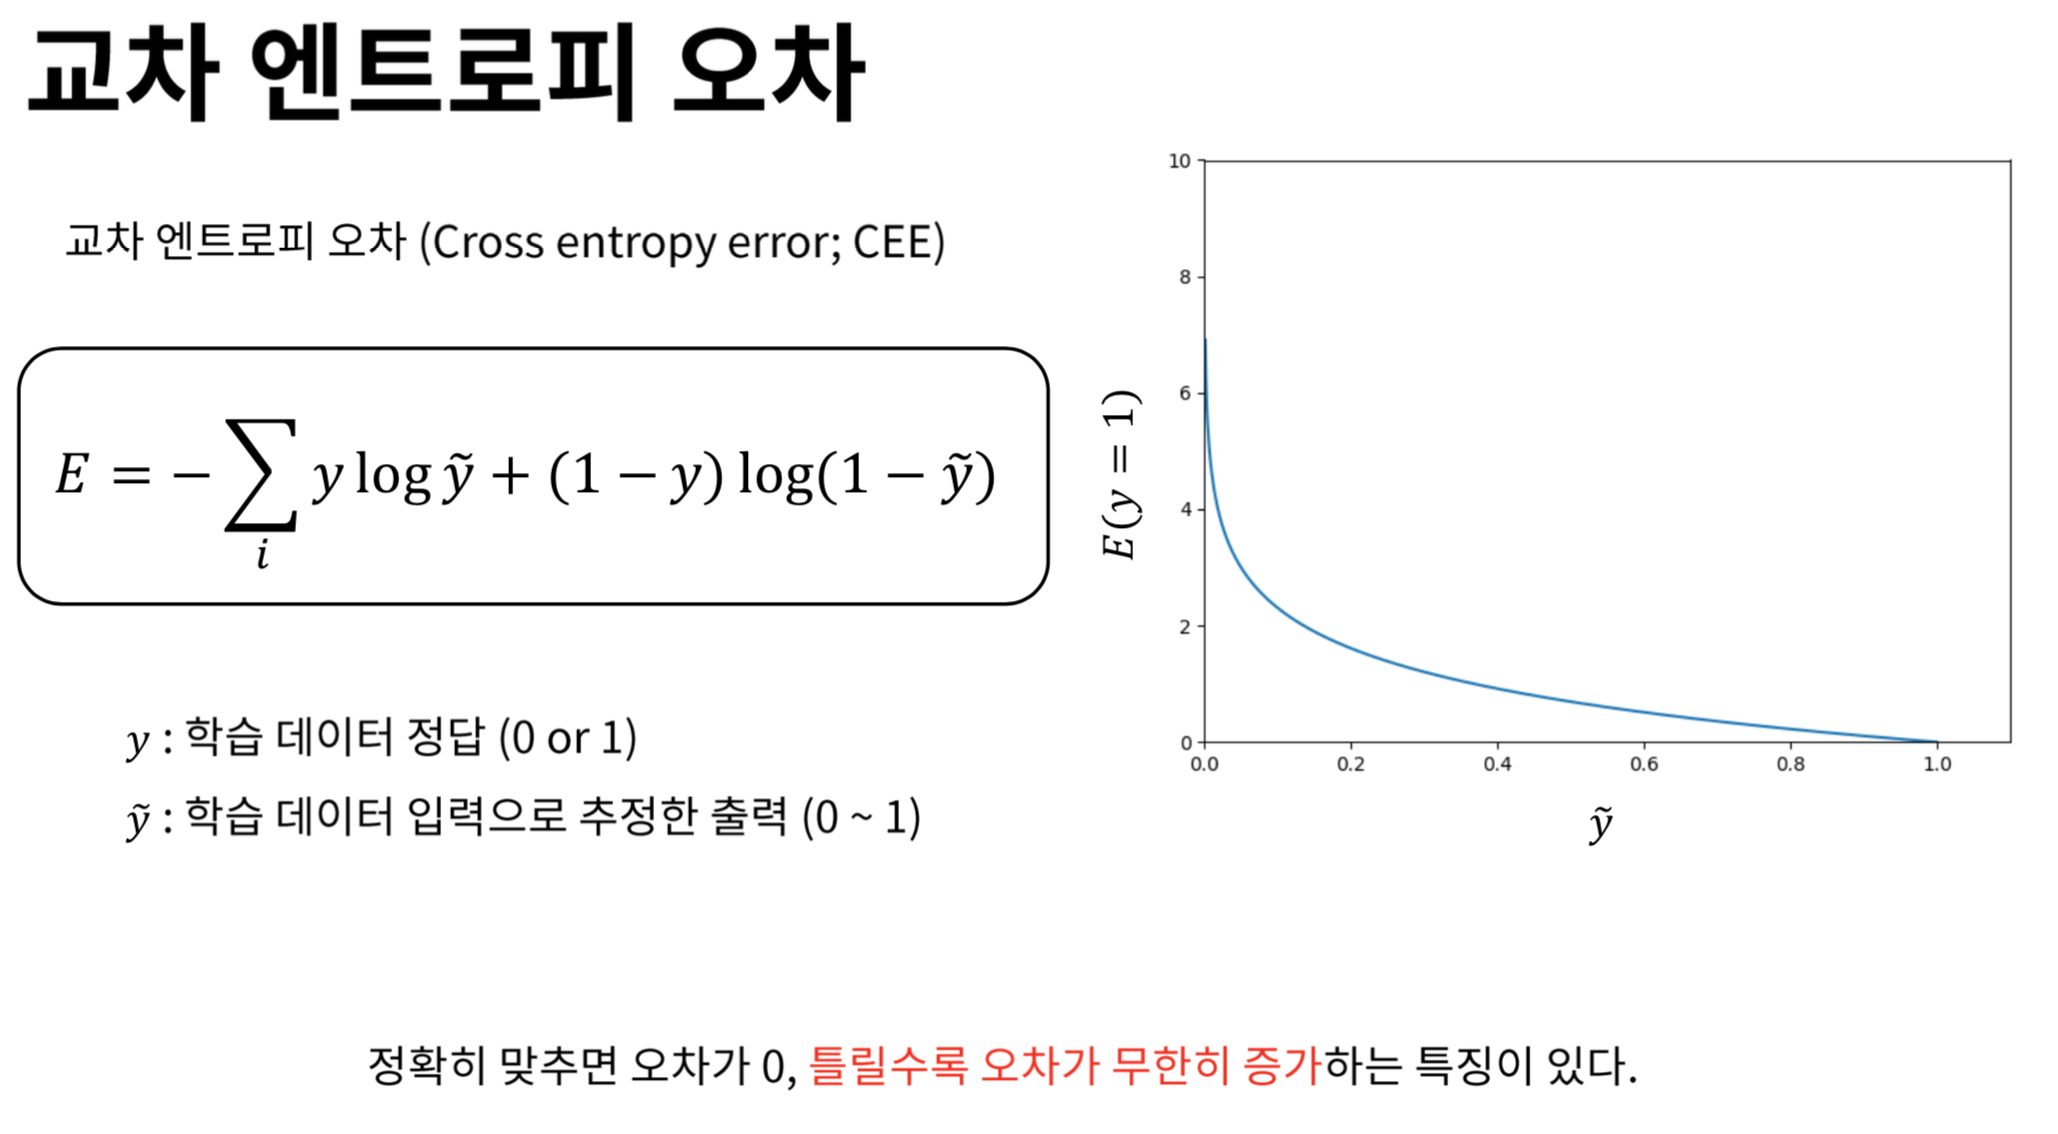 교차 엔트로피 오차
교차 엔트로피 오차 (Cross entropy error; CEE)
E = − ∑ y log ỹ + (1 − y) log(1 − ỹ)
i
y : 학습 데이터 정답 (0 or 1)
ỹ : 학습 데이터 입력으로 추정한 출력 (0 ~ 1)
E(y = 1)
10
8
6
4
2
0
0.0 0.2 0.4 0.6 0.8 1.0
ỹ
정확히 맞추면 오차가 0, 틀릴수록 오차가 무한히 증가하는 특징이 있다.